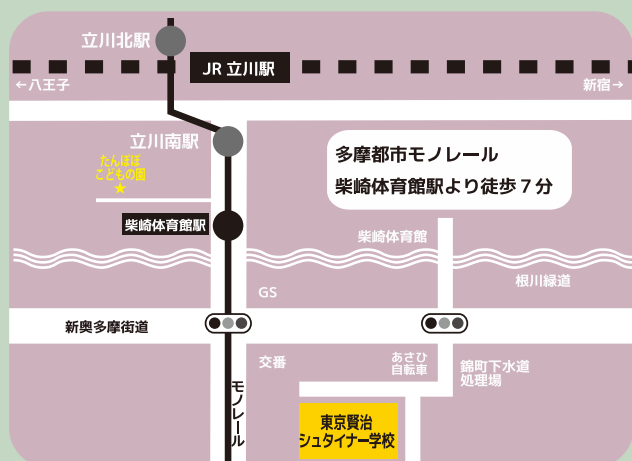 立川北駅
JR 立川駅
←八王子
新宿→
立川南駅
たんぽぽ
こどもの園
多摩都市モノレール
柴崎体育館駅より徒歩7分
柴崎体育館駅
柴崎体育館
根川緑道
GS
新奥多摩街道
交番
あさひ
自転車
錦町下水道
処理場
モノレール
東京賢治
シュタイナー学校